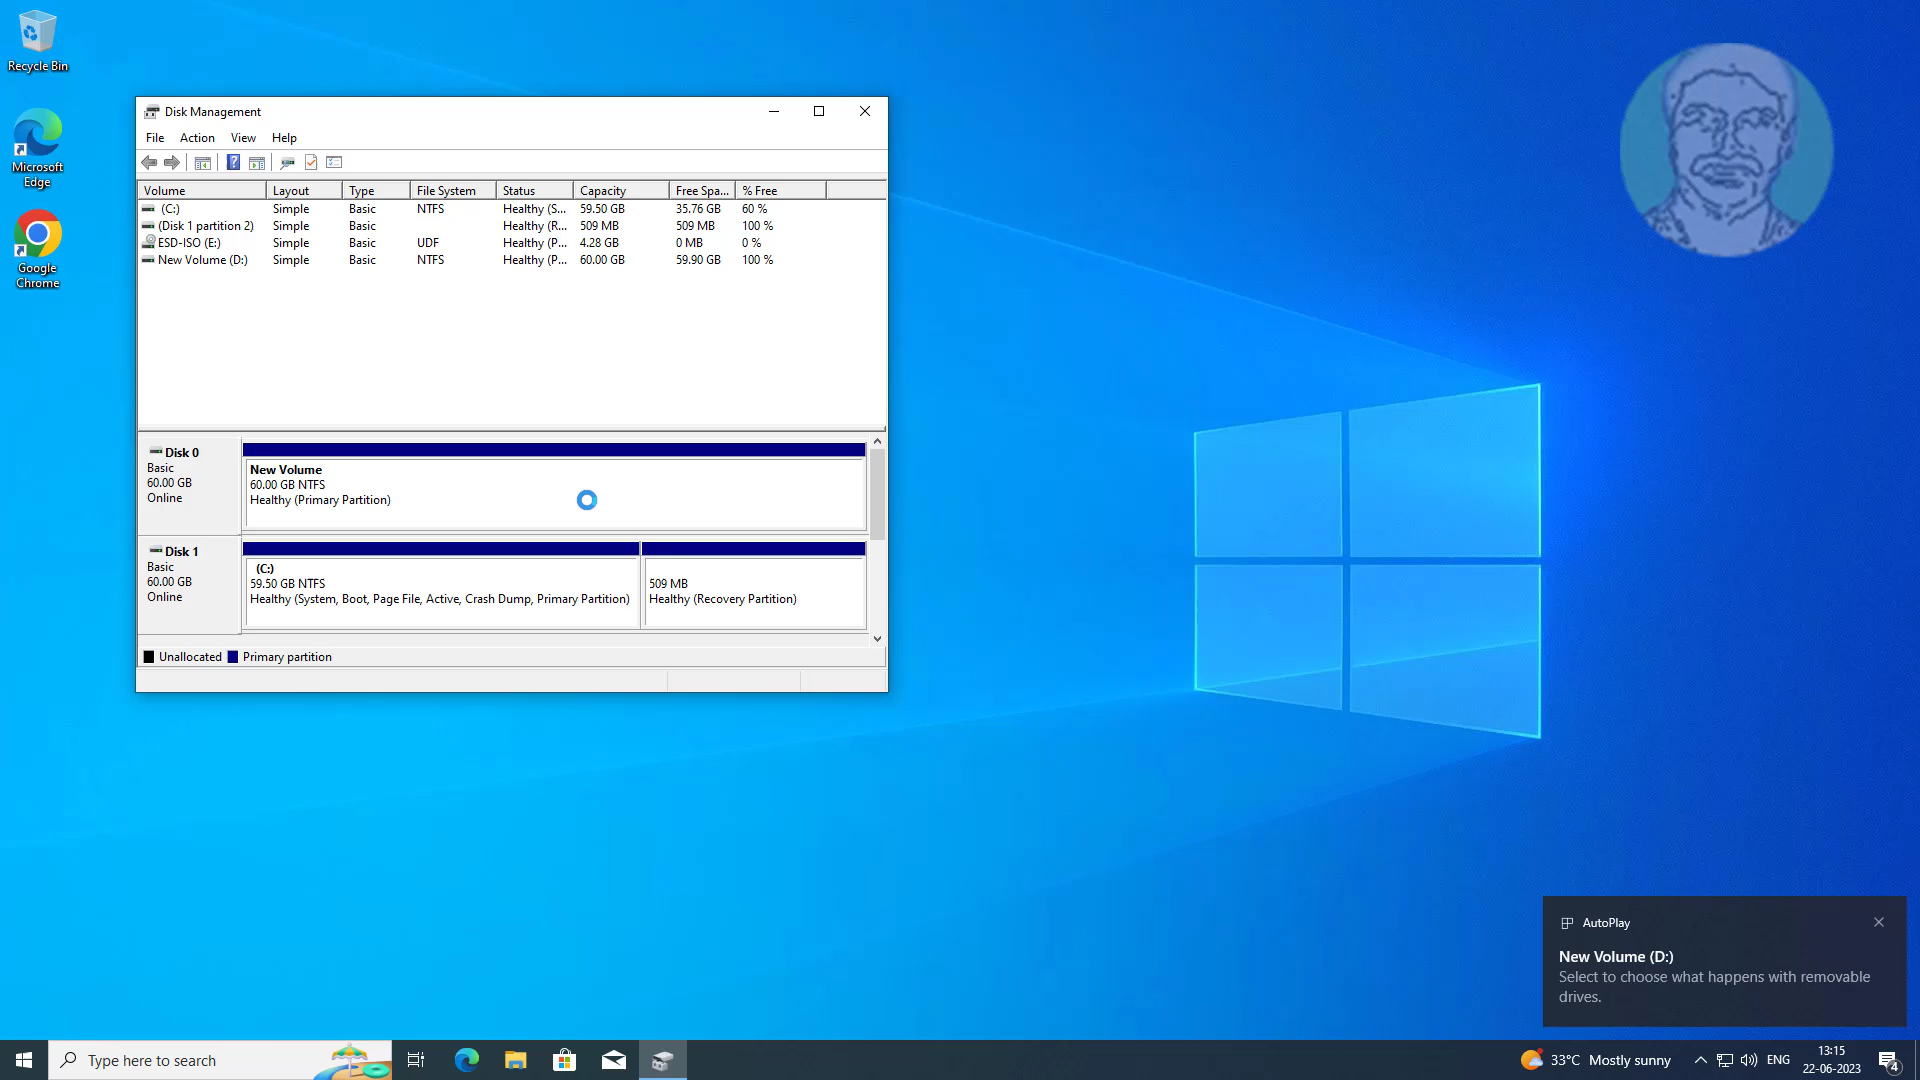 Recycle Bin
Microsoft
Edge
Google
Chrome
Disk Management
File Action View Help
Volume Layout Type File System Status Capacity Free Spa... % Free
(C:) Simple Basic NTFS Healthy (S... 59.50 GB 35.76 GB 60 %
(Disk 1 partition 2) Simple Basic Healthy (R... 509 MB 509 MB 100 %
ESD-ISO (E:) Simple Basic UDF Healthy (P... 4.28 GB 0 MB 0 %
New Volume (D:) Simple Basic NTFS Healthy (P... 60.00 GB 59.90 GB 100 %
Disk 0
Basic
60.00 GB
Online
New Volume
60.00 GB NTFS
Healthy (Primary Partition)
Disk 1
Basic
60.00 GB
Online
(C:)
59.50 GB NTFS
Healthy (System, Boot, Page File, Active, Crash Dump, Primary Partition)
509 MB
Healthy (Recovery Partition)
Unallocated Primary partition
AutoPlay
New Volume (D:)
Select to choose what happens with removable
drives.
Type here to search
33°C Mostly sunny
ENG
13:15
22-06-2023
4